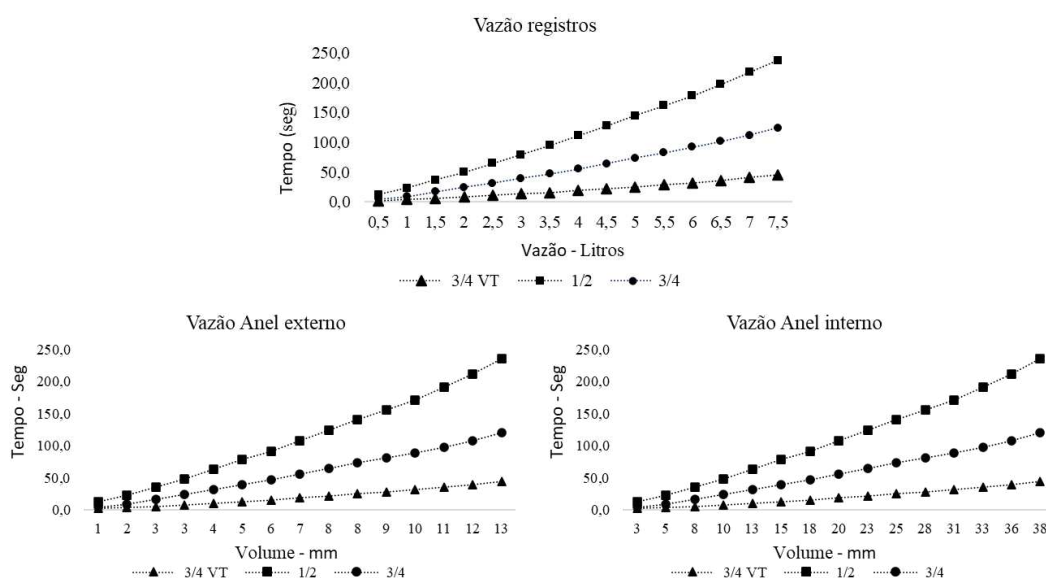 Vazão registros
250,0
200,0
150,0
100,0
50,0
0,0
Tempo (seg)
0,5 1 1,5 2 2,5 3 3,5 4 4,5 5 5,5 6 6,5 7 7,5
Vazão - Litros
3/4 VT 1/2 3/4
Vazão Anel externo
250,0
200,0
150,0
100,0
50,0
0,0
Tempo - Seg
1 2 3 3 4 5 6 7 8 8 9 10 11 12 13
Volume - mm
3/4 VT 1/2 3/4
Vazão Anel interno
250,0
200,0
150,0
100,0
50,0
0,0
Tempo - Seg
3 5 8 10 13 15 18 20 23 25 28 31 33 36 38
Volume - mm
3/4 VT 1/2 3/4